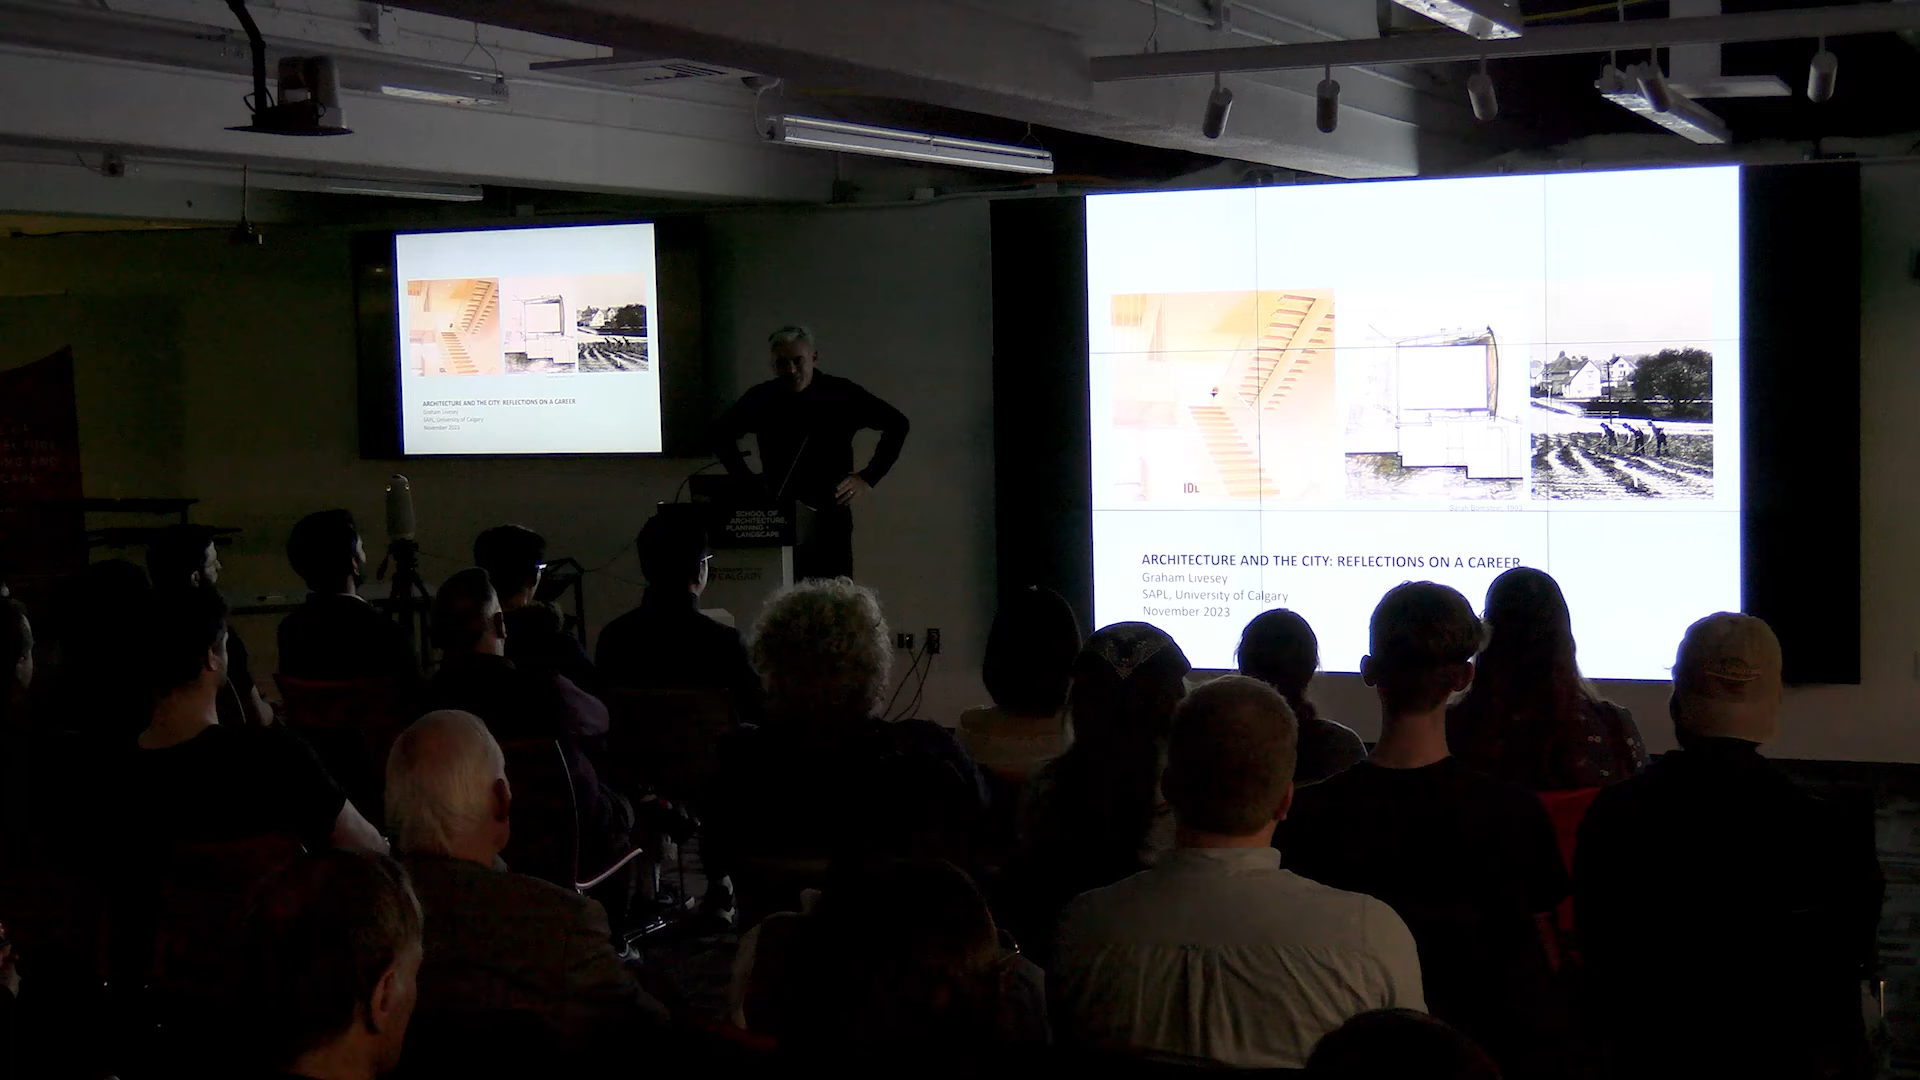 ARCHITECTURE AND THE CITY: REFLECTIONS ON A CAREER
Graham Livesey
SAPL, University of Calgary
November 2023
SCHOOL OF
ARCHITECTURE,
PLANNING +
LANDSCAPE
CALGARY
ARCHITECTURE AND THE CITY: REFLECTIONS ON A CAREER
Graham Livesey
SAPL, University of Calgary
November 2023